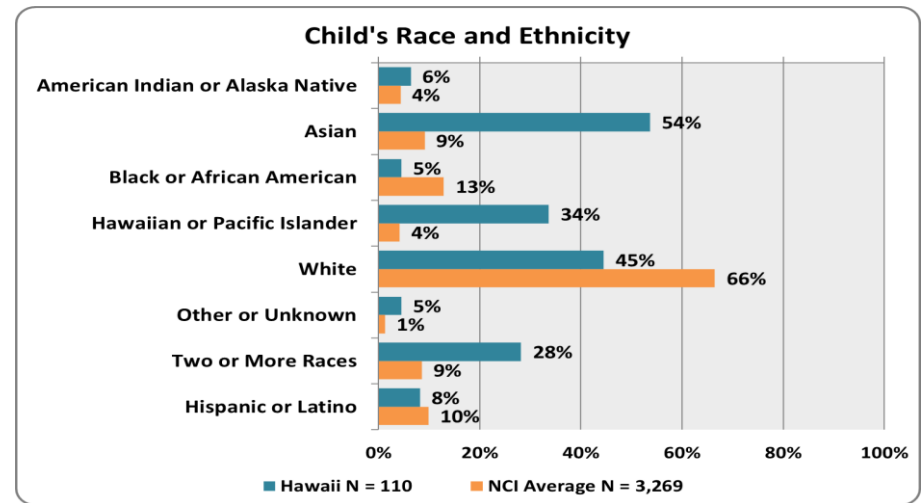 Child's Race and Ethnicity
American Indian or Alaska Native
6%
4%
Asian
54%
9%
Black or African American
5%
13%
Hawaiian or Pacific Islander
34%
4%
White
45%
66%
Other or Unknown
5%
1%
Two or More Races
28%
9%
Hispanic or Latino
8%
10%
0% 20% 40% 60% 80% 100%
Hawaii N = 110 NCI Average N = 3,269